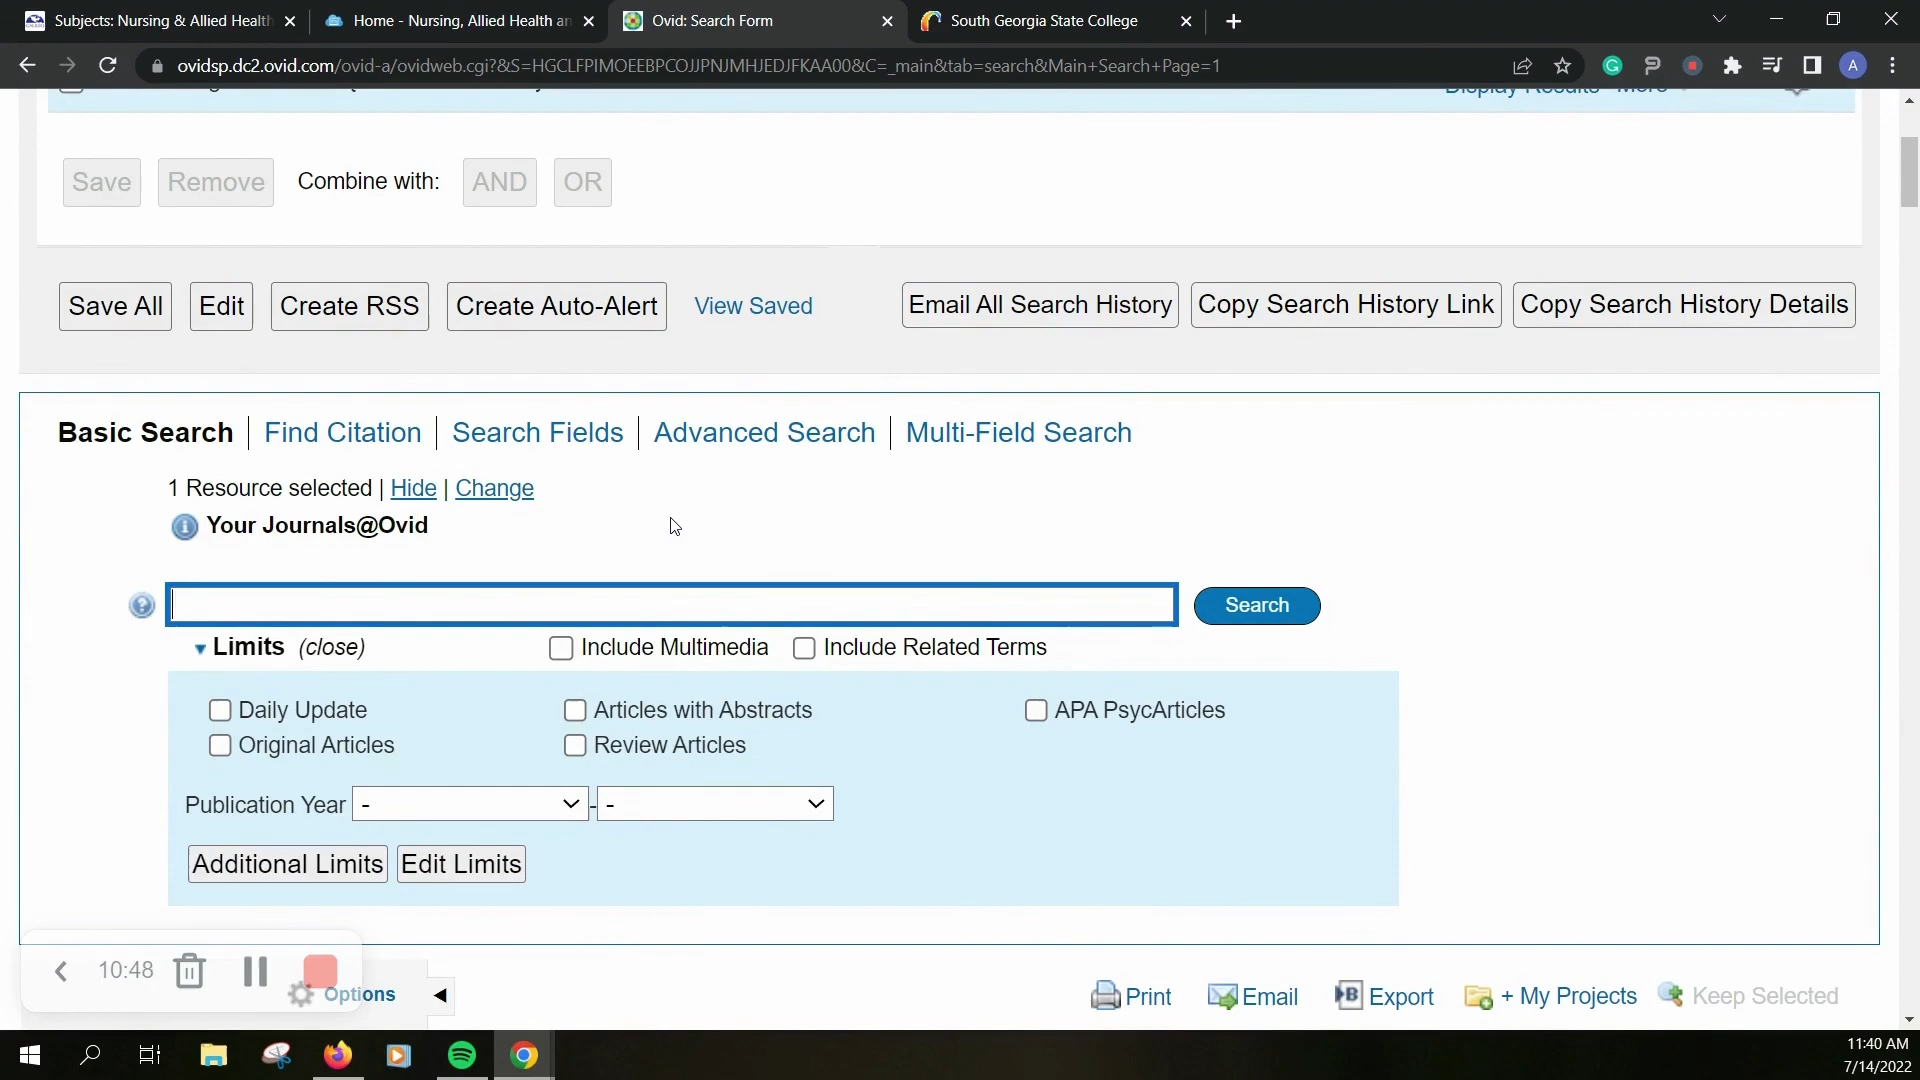 Subjects: Nursing & Allied Health
Home - Nursing, Allied Health an
Ovid: Search Form
South Georgia State College
ovidsp.dc2.ovid.com/ovid-a/ovidweb.cgi?&S=HGCLFPIMOEEBPCOJJPNJMHJEDJFKAA00&C=_main&tab=search&Main+Search+Page=1
A
Display Results More
Save Remove Combine with: AND OR
Save All Edit Create RSS Create Auto-Alert View Saved Email All Search History Copy Search History Link Copy Search History Details
Basic Search | Find Citation | Search Fields | Advanced Search | Multi-Field Search
1 Resource selected | Hide | Change
Your Journals@Ovid
Search
Limits (close) Include Multimedia Include Related Terms
Daily Update Articles with Abstracts APA PsycArticles
Original Articles Review Articles
Publication Year - - -
Additional Limits Edit Limits
10:48
Options
Print Email Export + My Projects Keep Selected
11:40 AM
7/14/2022